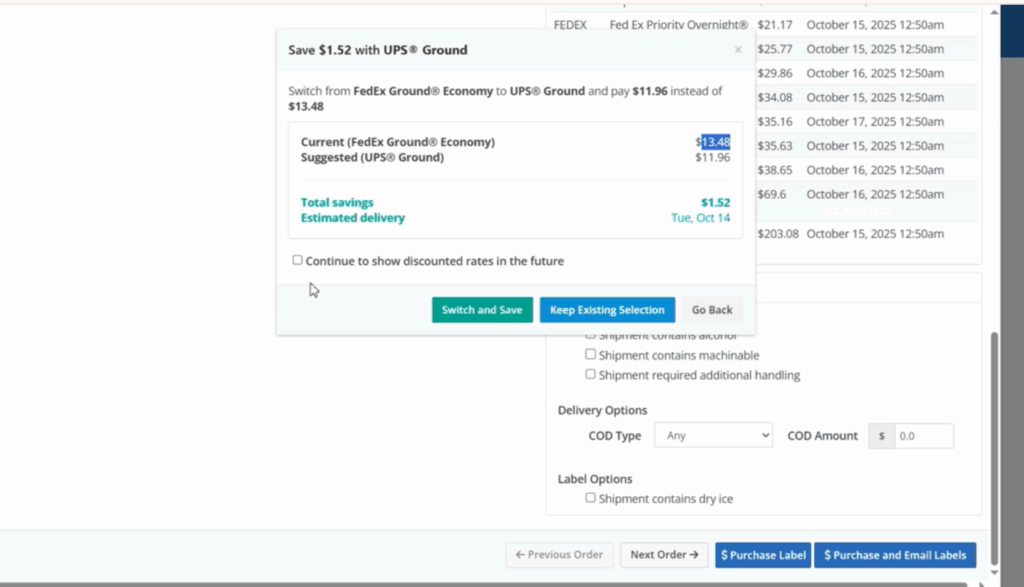 FEDEX Fed Ex Priority Overnight® $21.17 October 15, 2025 12:50am
Save $1.52 with UPS® Ground ×
$25.77 October 15, 2025 12:50am
$29.86 October 16, 2025 12:50am
Switch from FedEx Ground® Economy to UPS® Ground and pay $11.96 instead of
$13.48
$34.08 October 15, 2025 12:50am
$35.16 October 17, 2025 12:50am
Current (FedEx Ground® Economy) $13.48
$35.63 October 15, 2025 12:50am
Suggested (UPS® Ground) $11.96
$38.65 October 16, 2025 12:50am
$69.6 October 16, 2025 12:50am
Total savings $1.52
Estimated delivery Tue, Oct 14
$203.08 October 15, 2025 12:50am
Continue to show discounted rates in the future
Switch and Save Keep Existing Selection Go Back
Shipment contains alcohol
Shipment contains machinable
Shipment required additional handling
Delivery Options
COD Type Any COD Amount $ 0.0
Label Options
Shipment contains dry ice
← Previous Order Next Order → $ Purchase Label $ Purchase and Email Labels